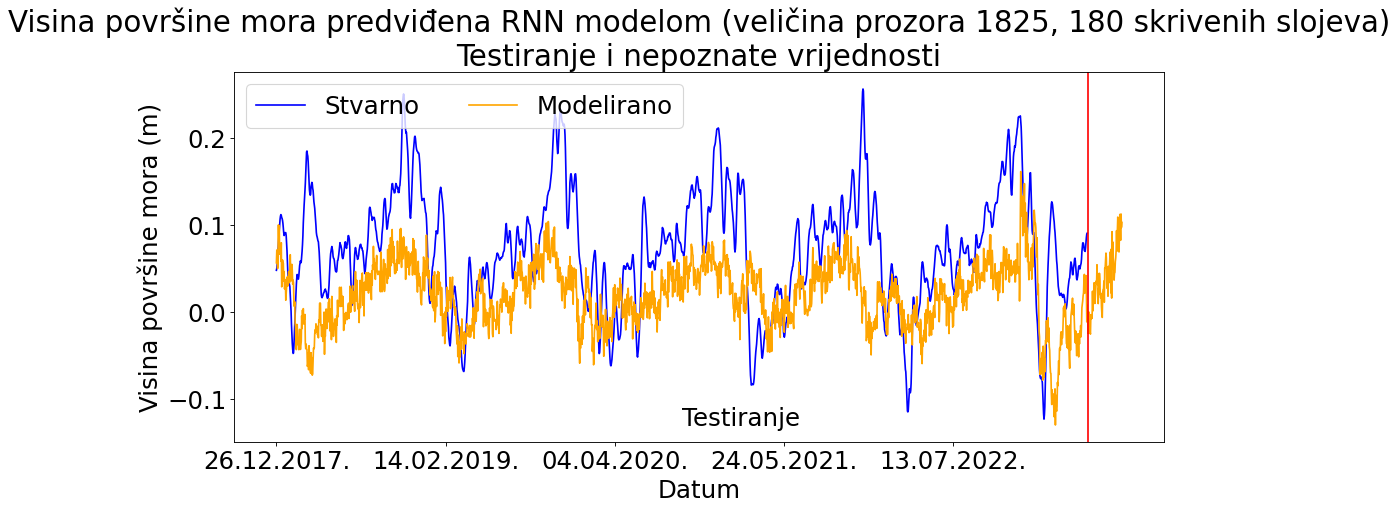 Visina površine mora predviđena RNN modelom (veličina prozora 1825, 180 skrivenih slojeva)
Testiranje i nepoznate vrijednosti
Stvarno
Modelirano
Visina površine mora (m)
0.2
0.1
0.0
−0.1
Testiranje
26.12.2017.
14.02.2019.
04.04.2020.
24.05.2021.
13.07.2022.
Datum